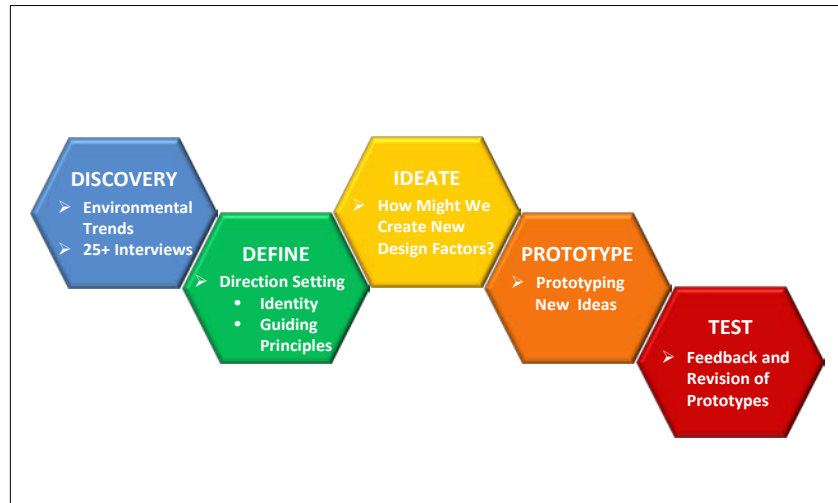 DISCOVERY
➢ Environmental
Trends
➢ 25+ Interviews
DEFINE
➢ Direction Setting
• Identity
• Guiding
Principles
IDEATE
➢ How Might We
Create New
Design Factors?
PROTOTYPE
➢ Prototyping
New Ideas
TEST
➢ Feedback and
Revision of
Prototypes